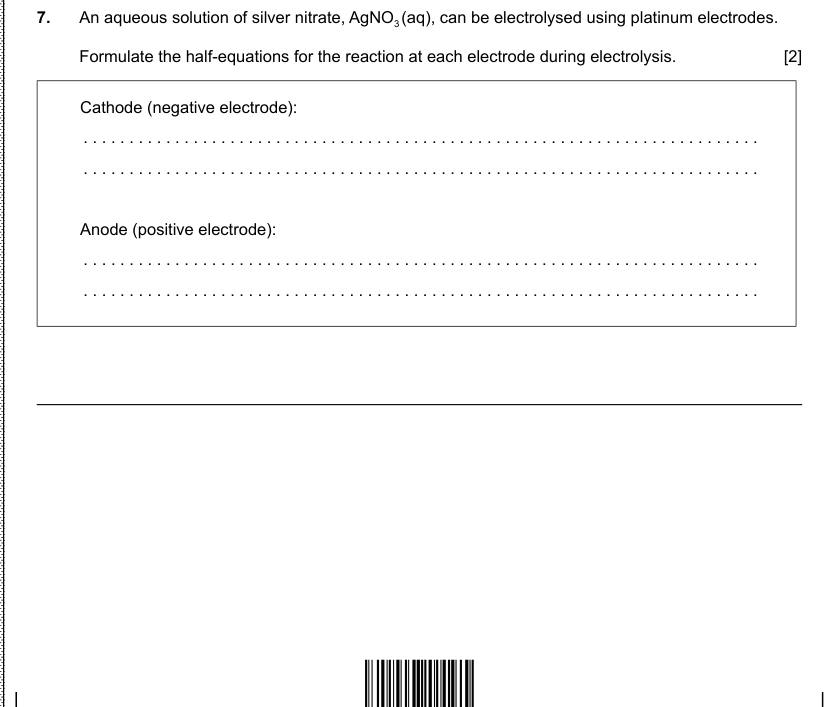 7. An aqueous solution of silver nitrate, AgNO₃(aq), can be electrolysed using platinum electrodes.
Formulate the half-equations for the reaction at each electrode during electrolysis. [2]
Cathode (negative electrode):
Anode (positive electrode):